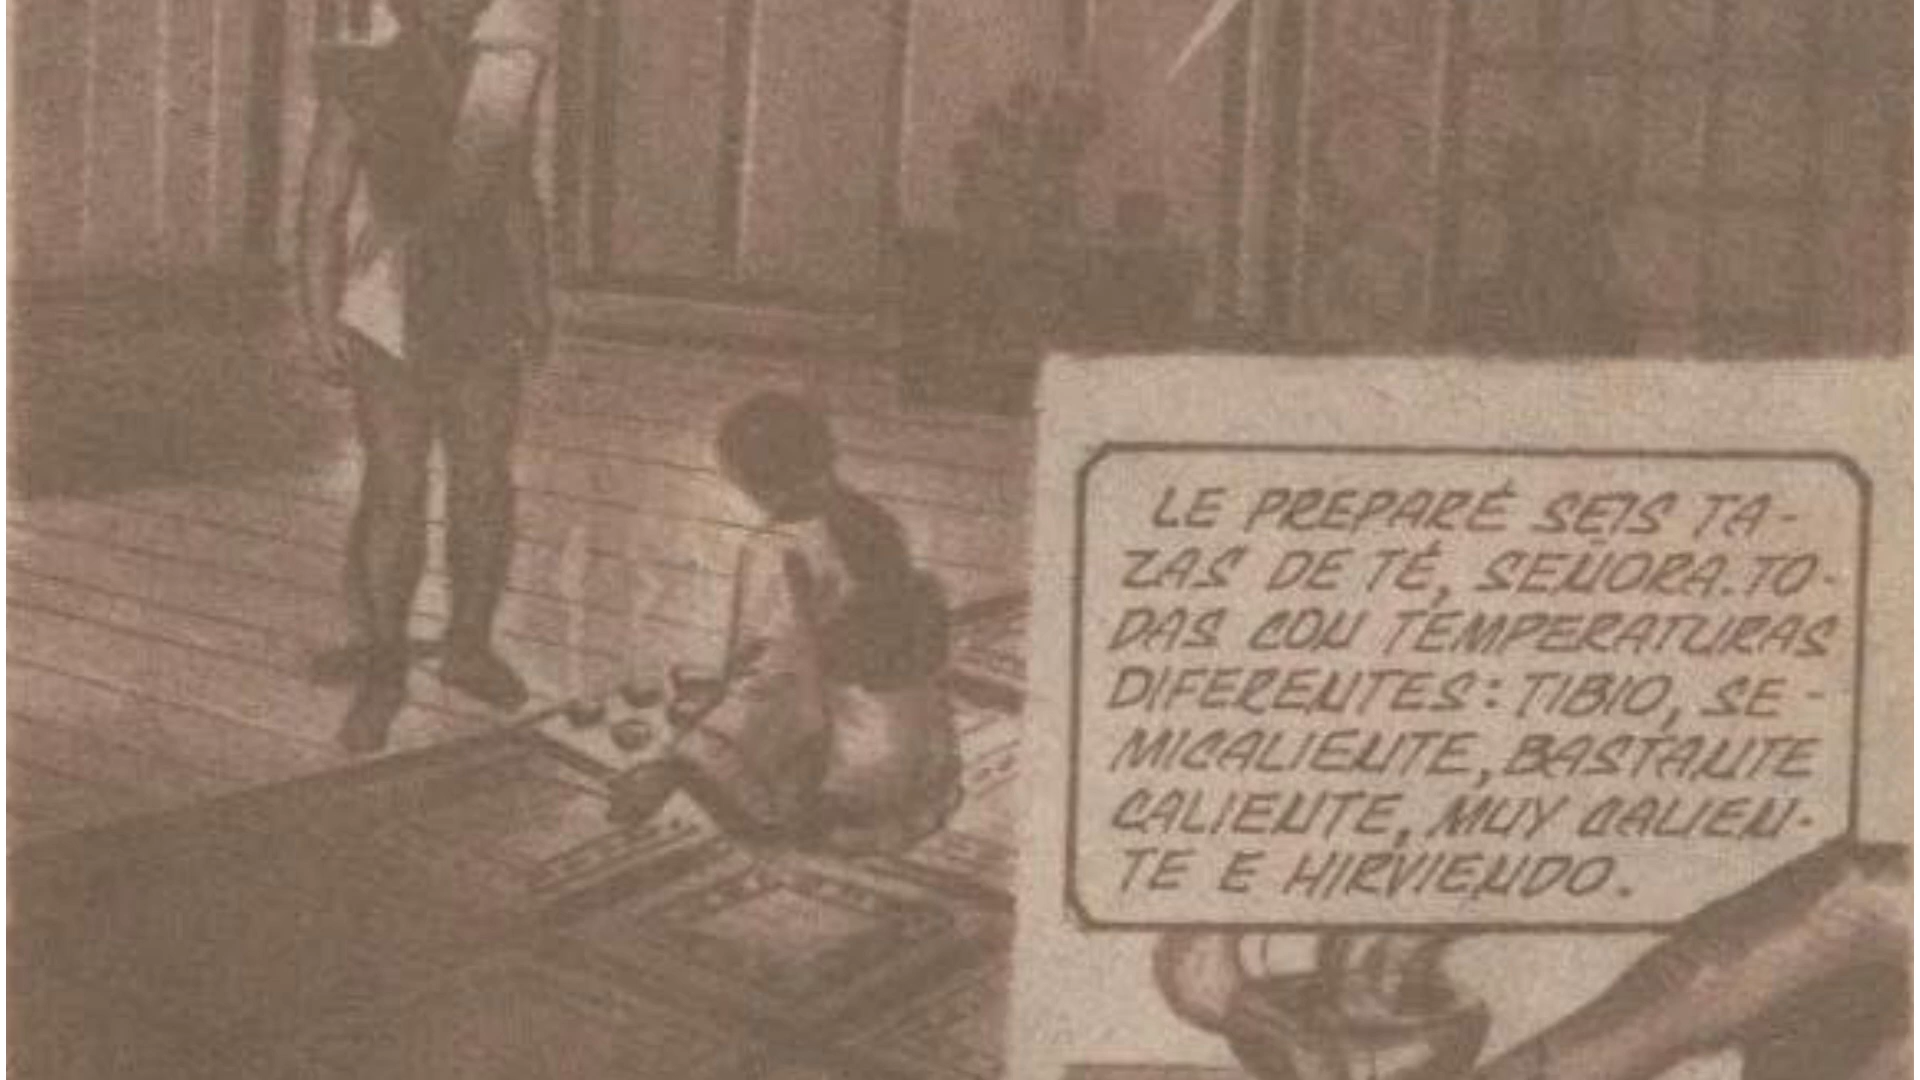 LE PREPARÉ SEIS TA-
ZAS DE TÉ, SEÑORA. TO-
DAS CON TEMPERATURAS
DIFERENTES: TIBIO, SE-
MICALIENTE, BASTANTE
CALIENTE, MUY CALIEN-
TE E HIRVIENDO.